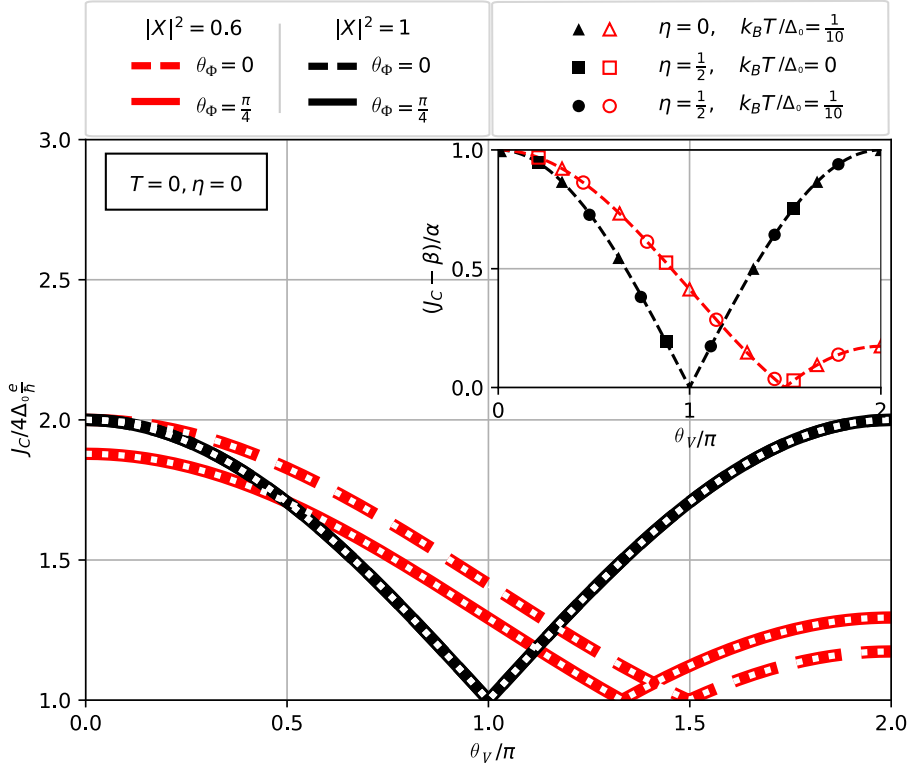 |X|² = 0.6
|X|² = 1
θ_Φ = 0
θ_Φ = 0
θ_Φ = π/4
θ_Φ = π/4
η = 0, k_B T/Δ₀ = 1/10
η = 1/2, k_B T/Δ₀ = 0
η = 1/2, k_B T/Δ₀ = 1/10
T = 0, η = 0
3.0
2.5
2.0
1.5
1.0
J_C/4Δ₀ e/ħ
0.0
0.5
1.0
1.5
2.0
θ_V/π
1.0
0.5
0.0
(J_C − β)/α
0
1
2
θ_V/π